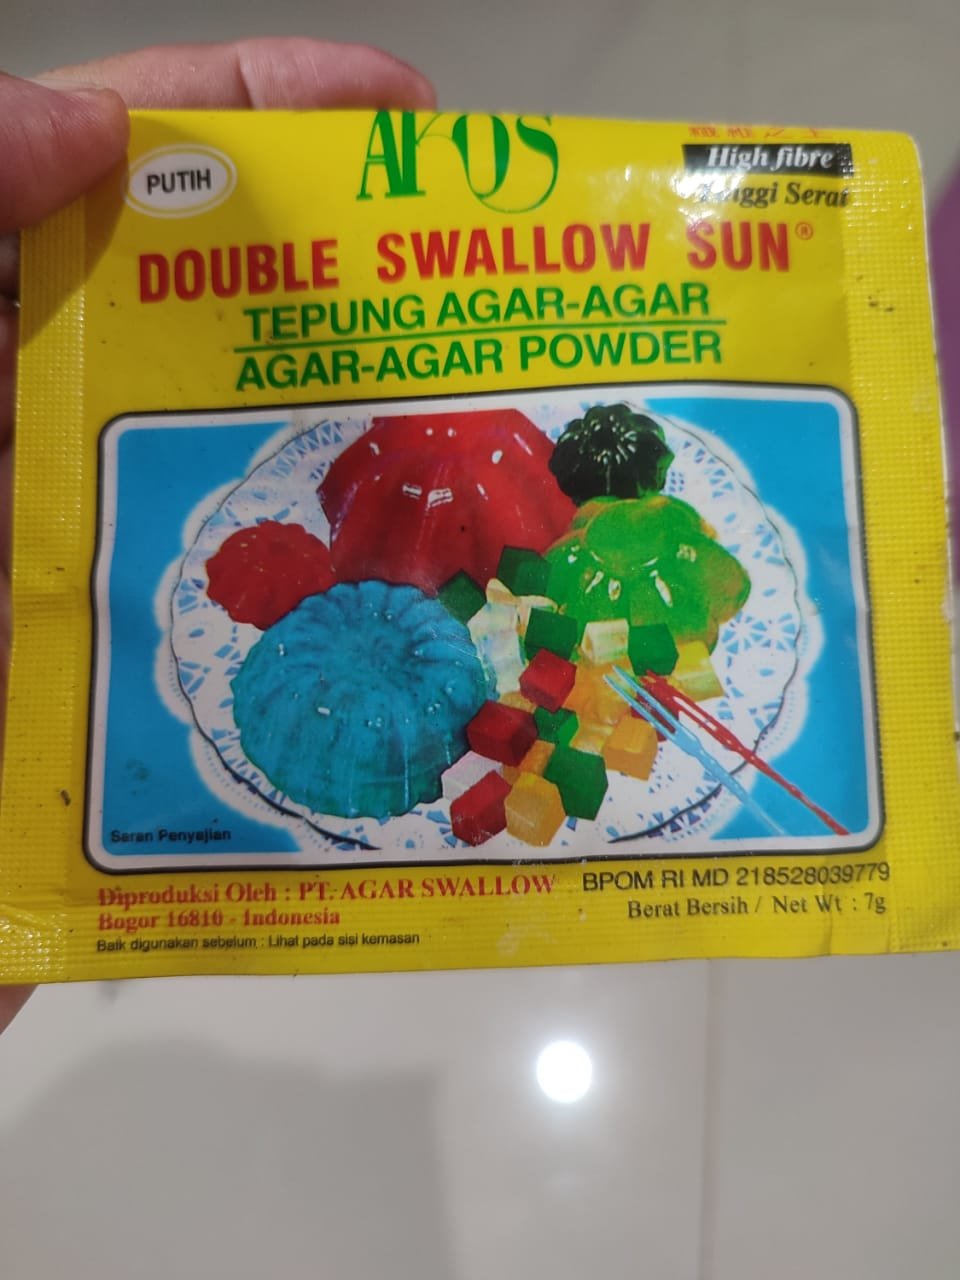 PUTIH
AKOS
High fibre
Tinggi Serat
DOUBLE SWALLOW SUN®
TEPUNG AGAR-AGAR
AGAR-AGAR POWDER
Saran Penyajian
Diproduksi Oleh : PT. AGAR SWALLOW
Bogor 16810 - Indonesia
Baik digunakan sebelum : Lihat pada sisi kemasan
BPOM RI MD 218528039779
Berat Bersih / Net Wt : 7g